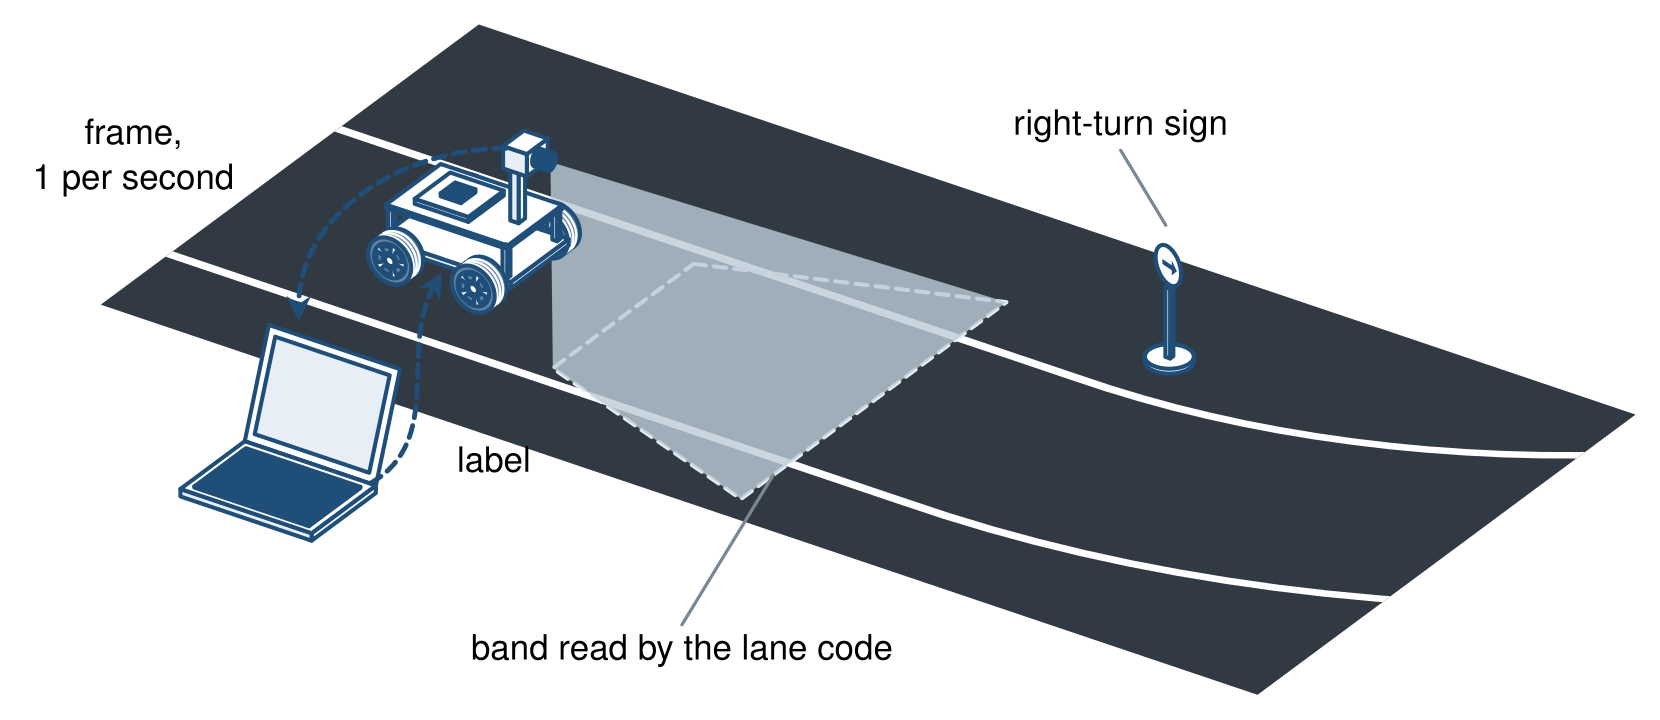 frame,
1 per second
right-turn sign
label
band read by the lane code